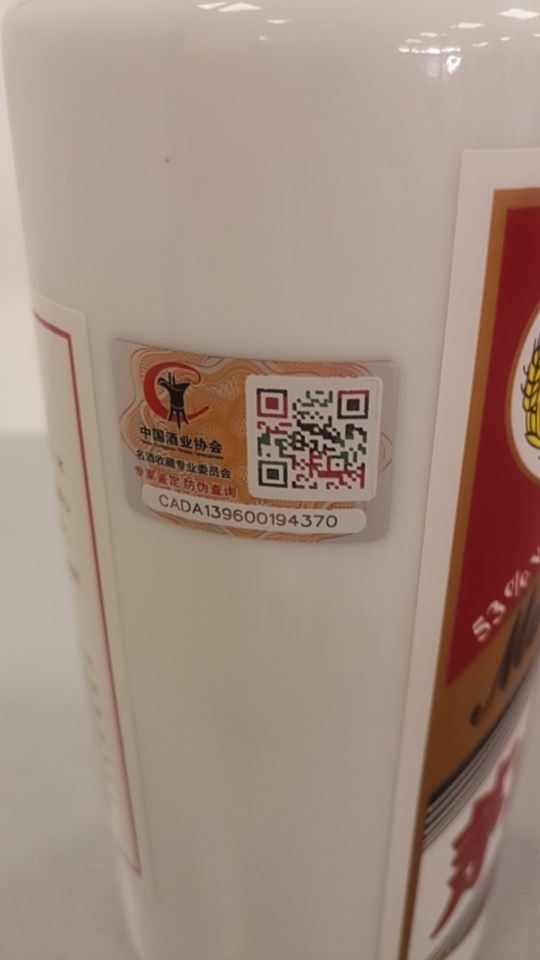 中国酒业协会
名酒收藏专业委员会
专家鉴定 防伪查询
CADA139600194370
53%